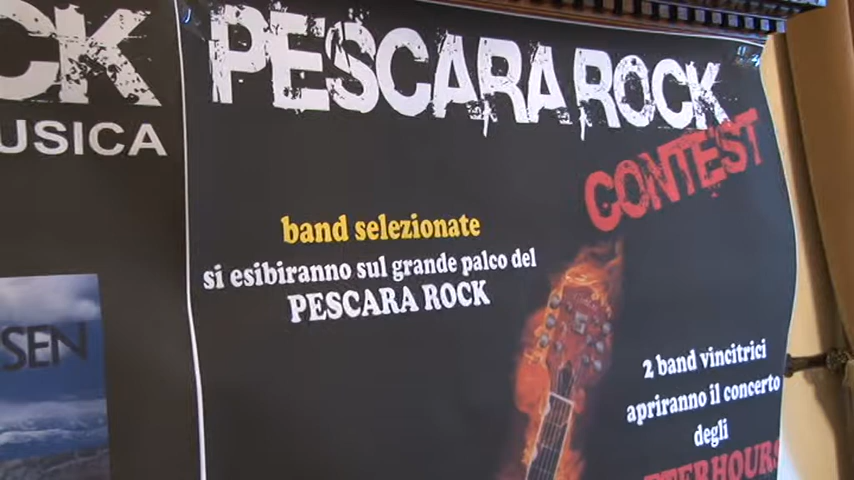 CK
MUSICA
SEN
PESCARA ROCK
CONTEST
band selezionate
si esibiranno sul grande palco del
PESCARA ROCK
2 band vincitrici
apriranno il concerto
degli
AFTERHOURS